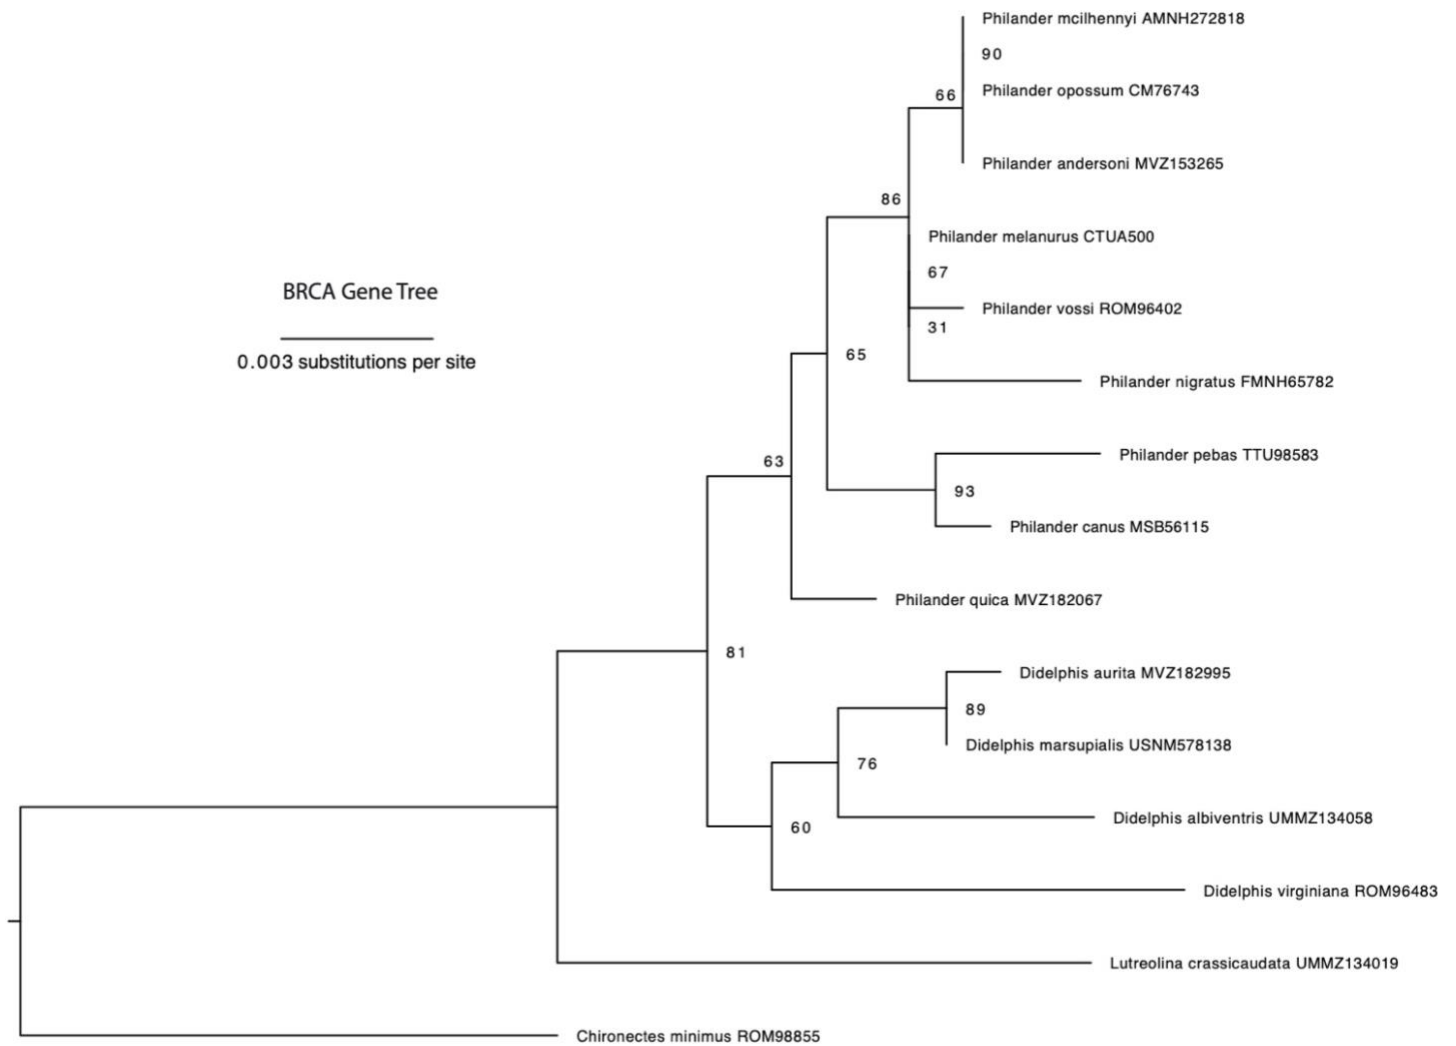 Philander mcilhennyi AMNH272818
90
66
Philander opossum CM76743
Philander andersoni MVZ153265
86
Philander melanurus CTUA500
67
BRCA Gene Tree
Philander vossi ROM96402
31
0.003 substitutions per site
65
Philander nigratus FMNH65782
Philander pebas TTU98583
63
93
Philander canus MSB56115
Philander quica MVZ182067
81
Didelphis aurita MVZ182995
89
Didelphis marsupialis USNM578138
76
Didelphis albiventris UMMZ134058
60
Didelphis virginiana ROM96483
Lutreolina crassicaudata UMMZ134019
Chironectes minimus ROM98855